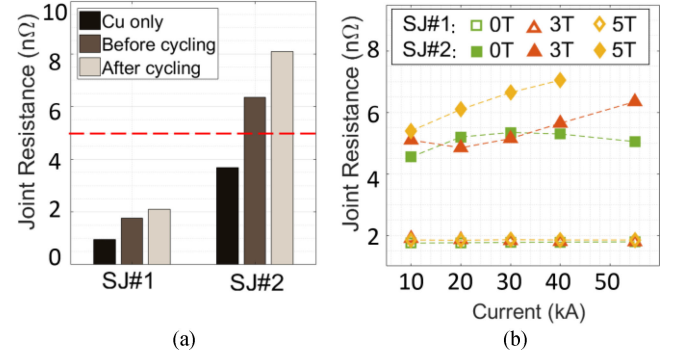 (a)
Joint Resistance (nΩ)
10
8
6
4
2
0
Cu only
Before cycling
After cycling
SJ#1 SJ#2
(b)
Joint Resistance (nΩ)
8
6
4
2
SJ#1: 0T 3T 5T
SJ#2: 0T 3T 5T
10 20 30 40 50
Current (kA)
(a) (b)